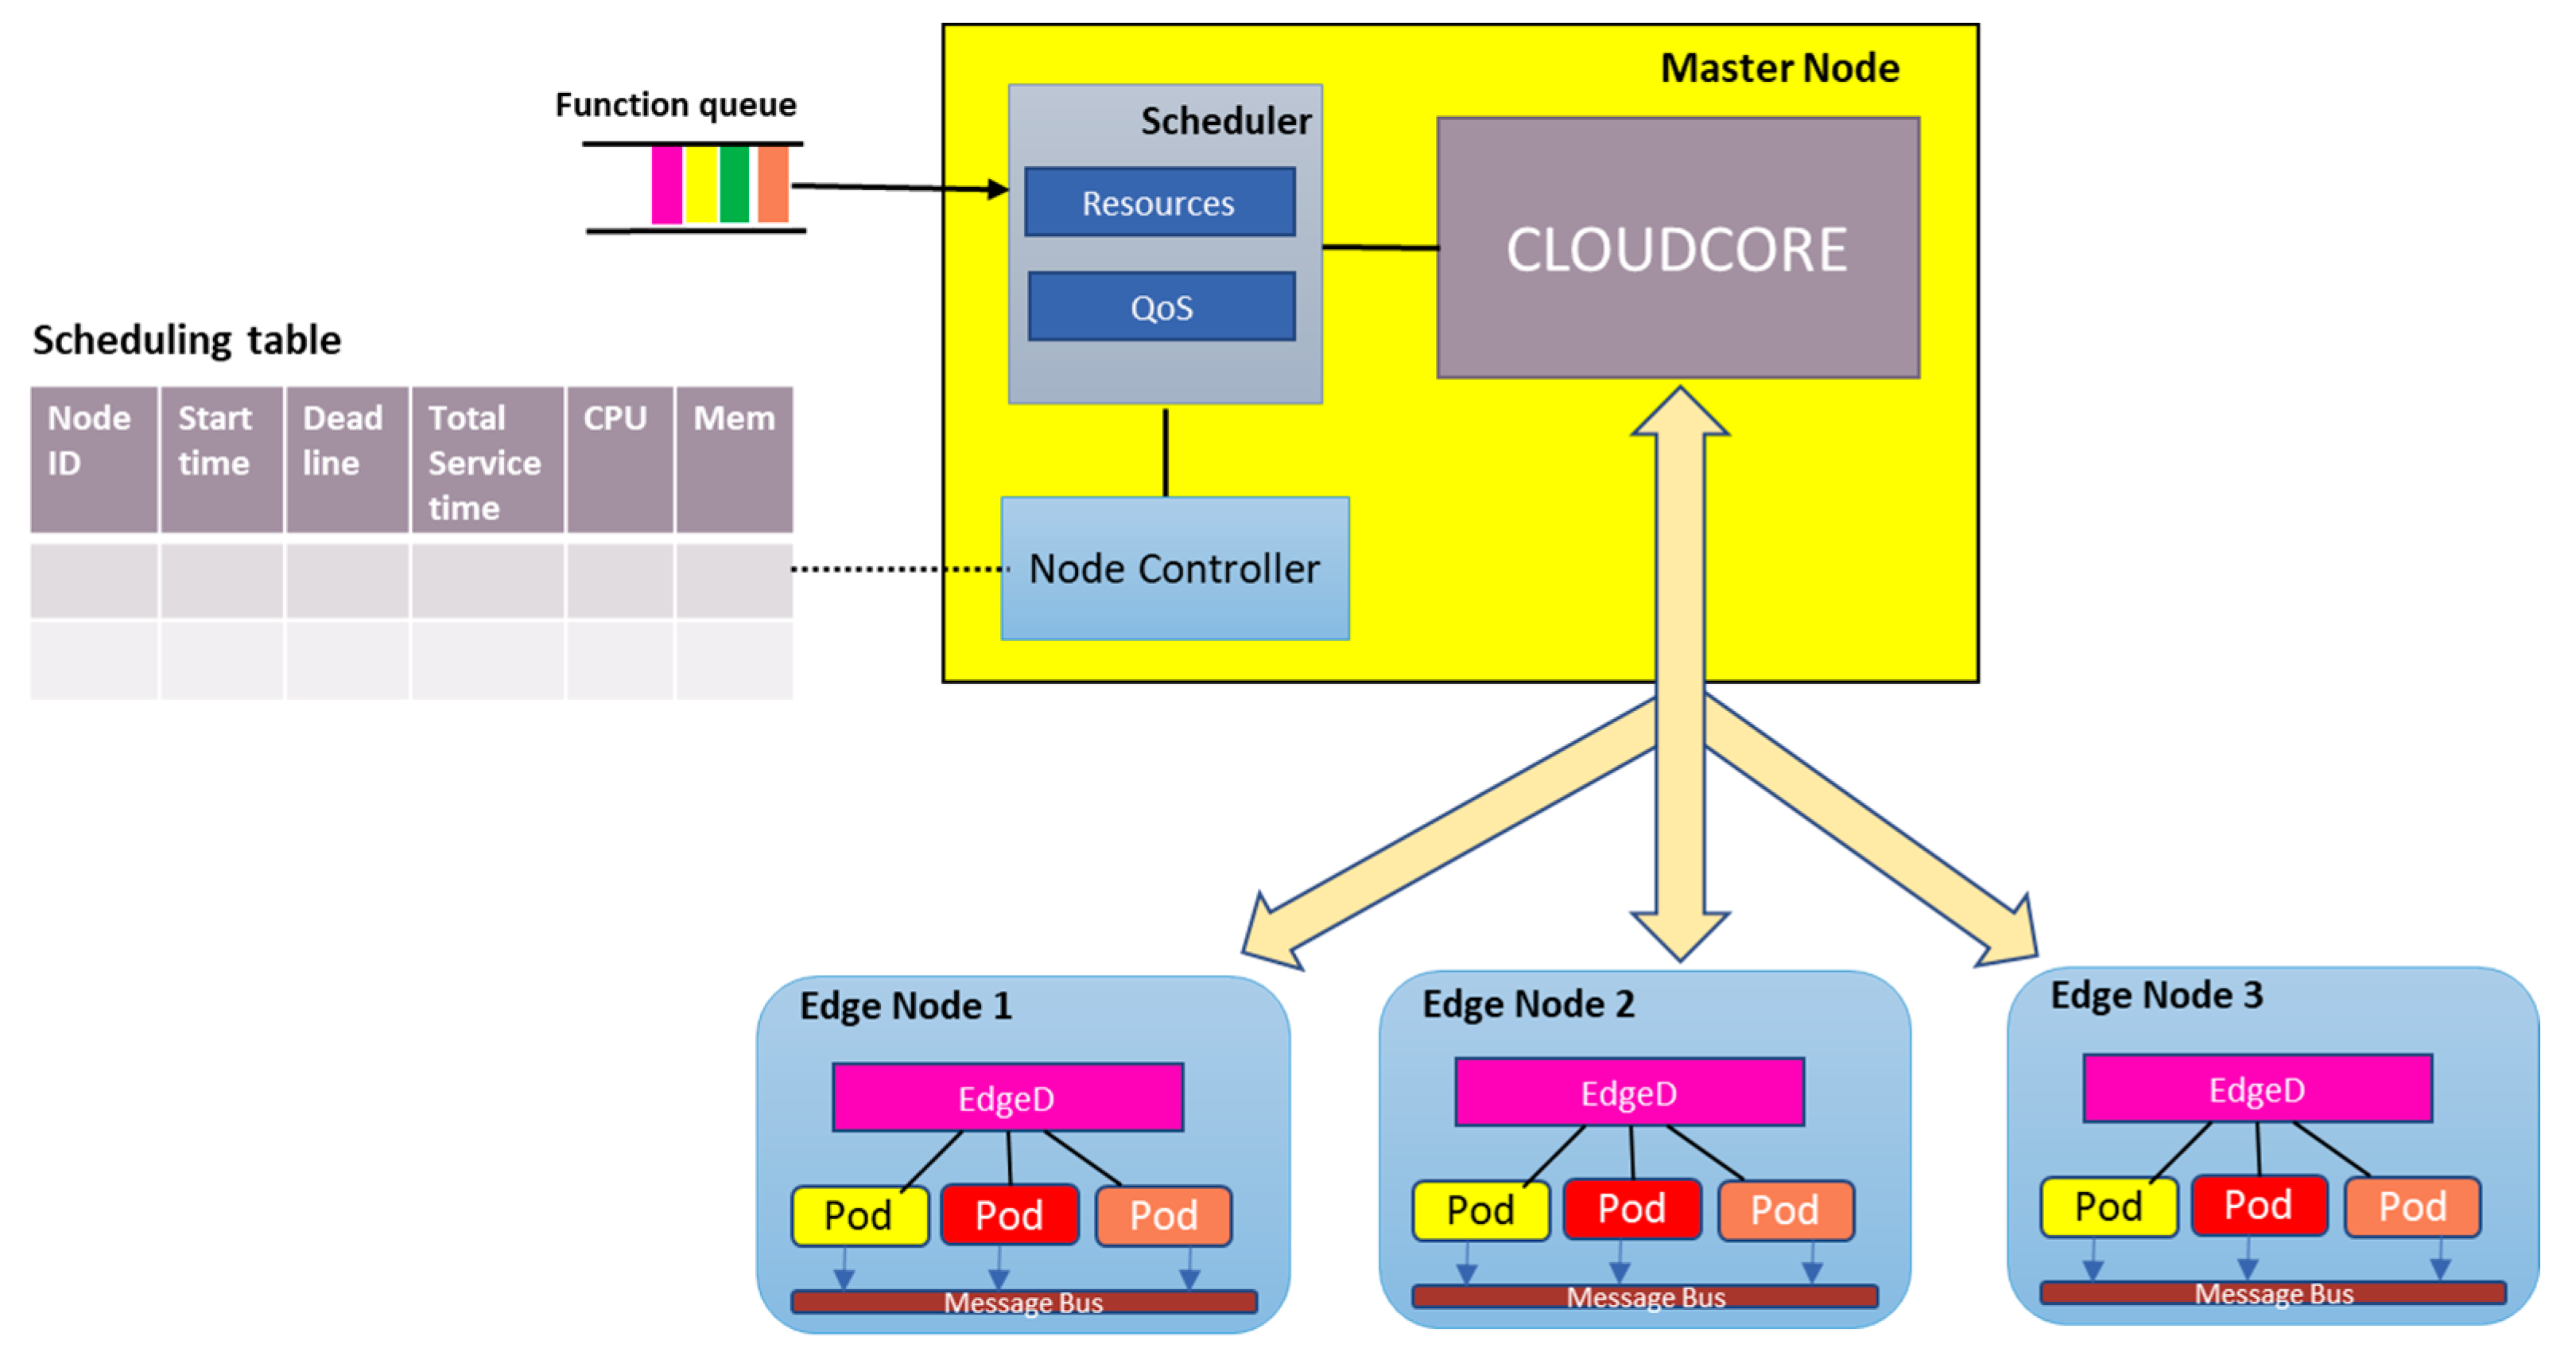 Master Node
Function queue
Scheduler
Resources
CLOUDCORE
QoS
Scheduling table
Node
ID
Start
time
Dead
line
Total
Service
time
CPU
Mem
Node Controller
Edge Node 1
EdgeD
Pod
Pod
Pod
Message Bus
Edge Node 2
EdgeD
Pod
Pod
Pod
Message Bus
Edge Node 3
EdgeD
Pod
Pod
Pod
Message Bus